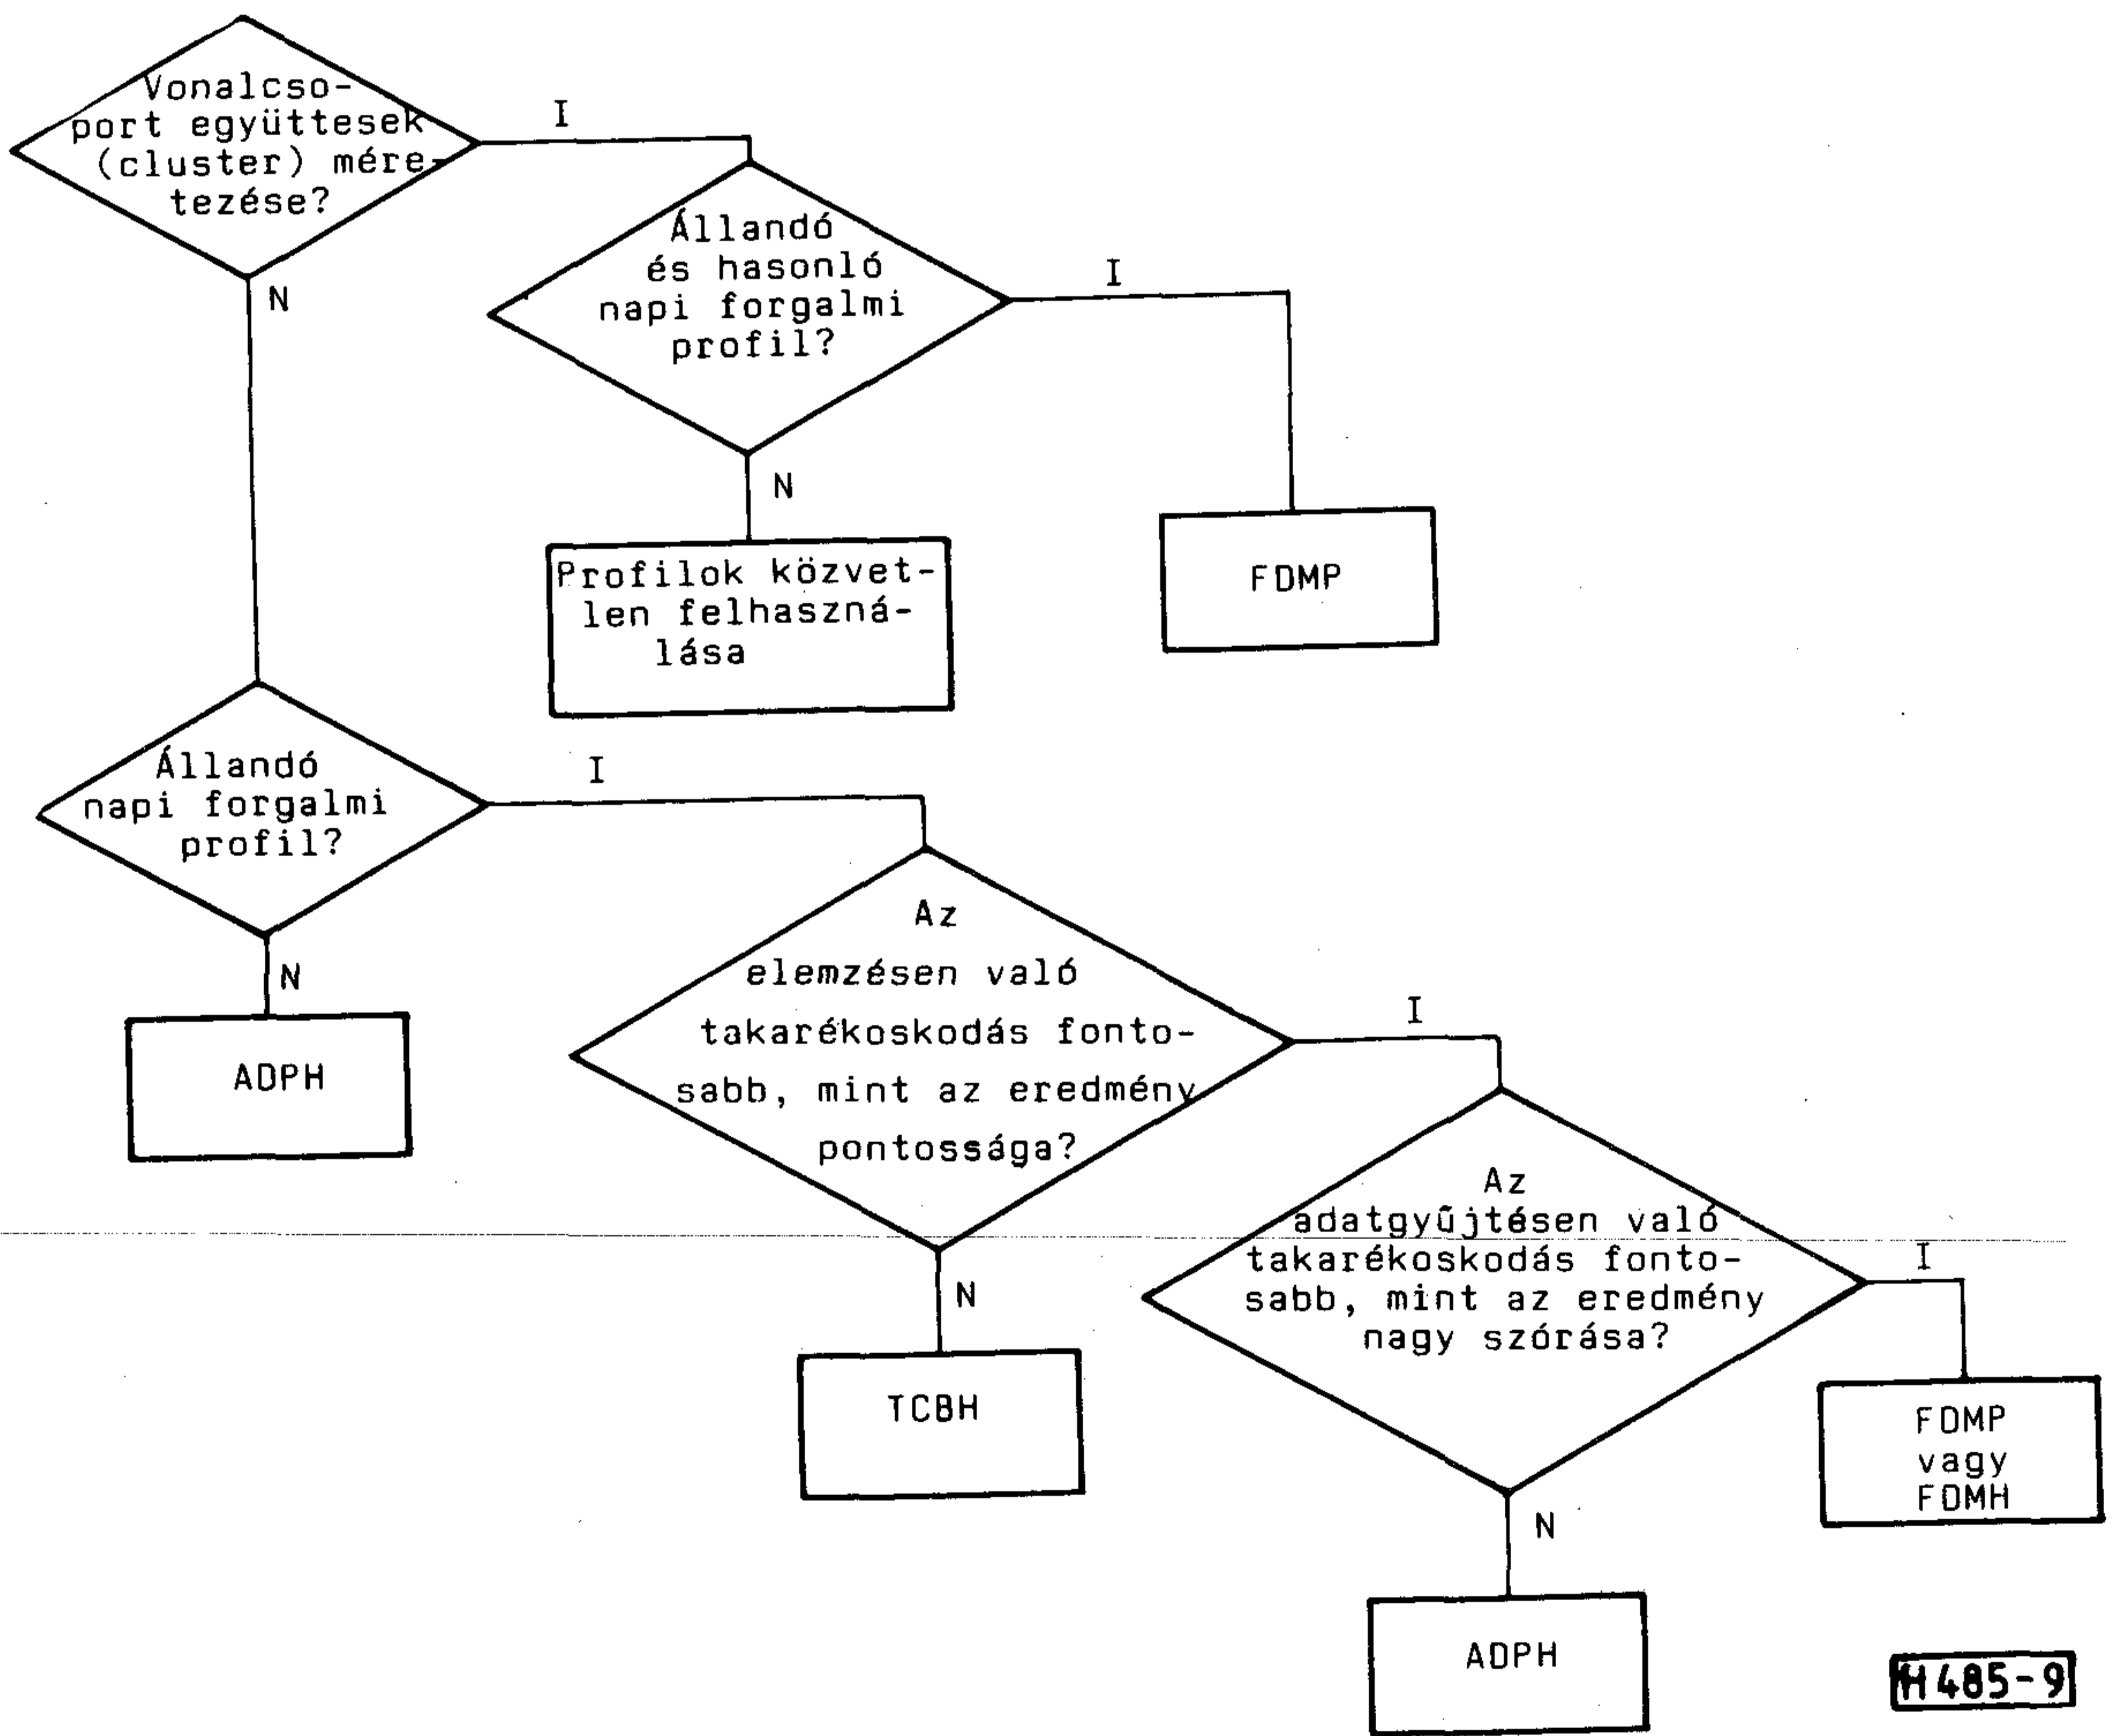 Vonalcso-
port együttesek
(cluster) mére-
tezése?
I
N
Állandó
és hasonló
napi forgalmi
profil?
I
N
Profilok közvet-
len felhaszná-
lása
FDMP
Állandó
napi forgalmi
profil?
I
N
ADPH
Az
elemzésen való
takarékoskodás fonto-
sabb, mint az eredmény
pontossága?
I
N
TCBH
Az
adatgyűjtésen való
takarékoskodás fonto-
sabb, mint az eredmény
nagy szórása?
I
N
FDMP
vagy
FDMH
ADPH
H485-9